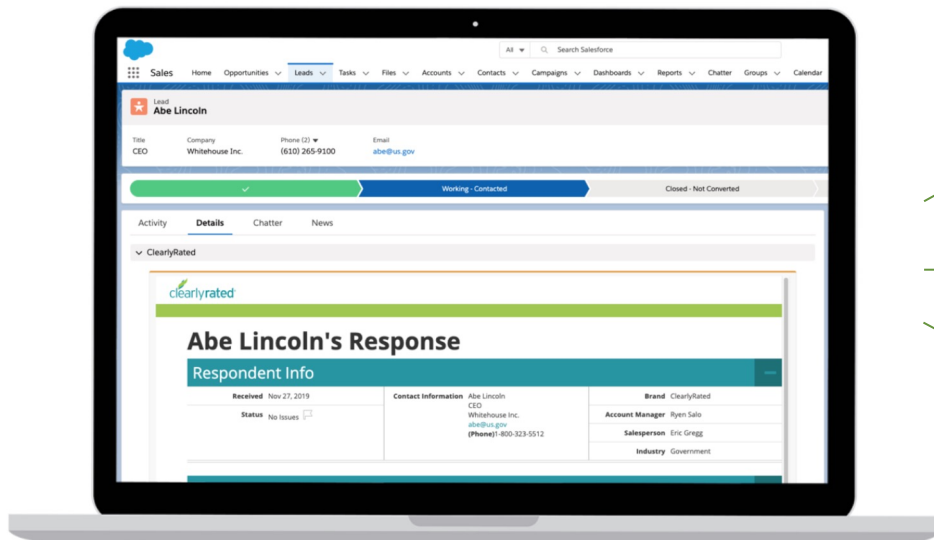 All
Search Salesforce
Sales Home Opportunities Leads Tasks Files Accounts Contacts Campaigns Dashboards Reports Chatter Groups Calendar
Lead
Abe Lincoln
Title Company Phone (2) Email
CEO Whitehouse Inc. (610) 265-9100 abe@us.gov
Working - Contacted Closed - Not Converted
Activity Details Chatter News
ClearlyRated
clearlyrated
Abe Lincoln's Response
Respondent Info
Received Nov 27, 2019
Status No Issues
Contact Information Abe Lincoln
CEO
Whitehouse Inc.
abe@us.gov
(Phone)1-800-323-5512
Brand ClearlyRated
Account Manager Ryen Salo
Salesperson Eric Gregg
Industry Government